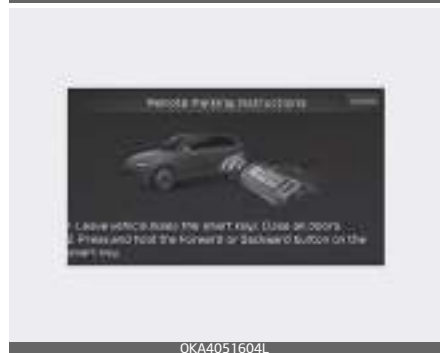 Remote Parking Instructions
1. Leave vehicle. (Keep the smart key). Close all doors.
2. Press and hold the Forward or Backward button on the
smart key.
OKA4051604L